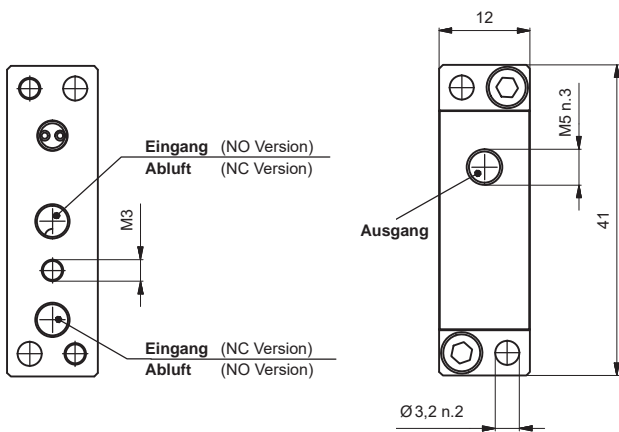 12
Eingang (NO Version)
Abluft (NC Version)
M3
M5 n.3
Ausgang
41
Eingang (NC Version)
Abluft (NO Version)
Ø3,2 n.2